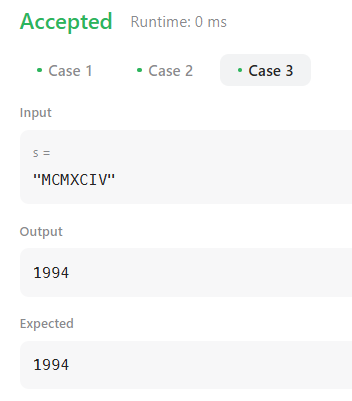 Accepted Runtime: 0 ms
• Case 1 • Case 2 • Case 3
Input
s =
"MCMXCIV"
Output
1994
Expected
1994